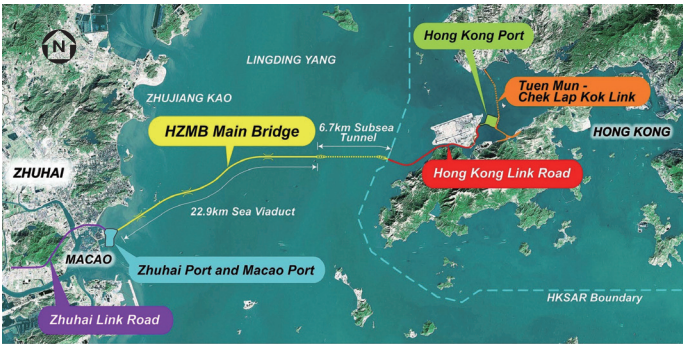 N
Hong Kong Port
LINGDING YANG
Tuen Mun -
Chek Lap Kok Link
ZHUJIANG KAO
HZMB Main Bridge
6.7km Subsea
Tunnel
HONG KONG
ZHUHAI
Hong Kong Link Road
22.9km Sea Viaduct
MACAO
Zhuhai Port and Macao Port
HKSAR Boundary
Zhuhai Link Road